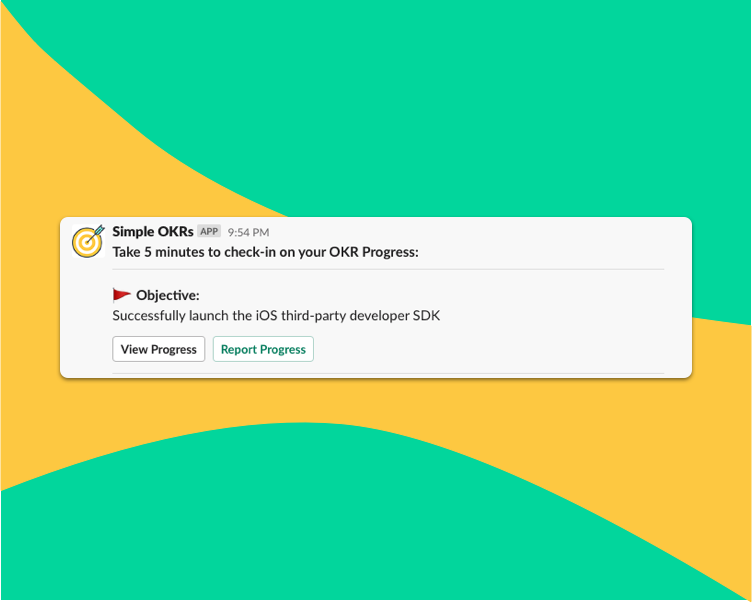 Simple OKRs APP 9:54 PM
Take 5 minutes to check-in on your OKR Progress:
Objective:
Successfully launch the iOS third-party developer SDK
View Progress Report Progress